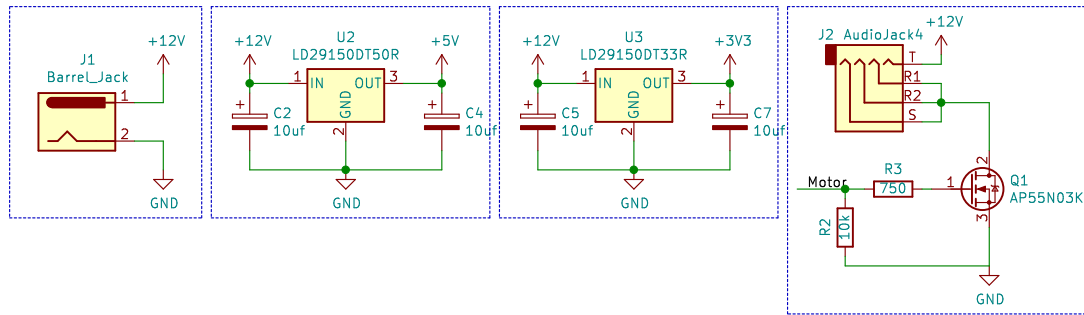 J1
Barrel_Jack
+12V
1
2
GND
+12V
U2
LD29150DT50R
+5V
1
IN
OUT
3
GND
2
+
C2
10uf
+
C4
10uf
GND
+12V
U3
LD29150DT33R
+3V3
1
IN
OUT
3
GND
2
+
C5
10uf
+
C7
10uf
GND
J2 AudioJack4
+12V
T
R1
R2
S
Motor
R3
750
R2
10k
1
2
3
Q1
AP55N03K
GND